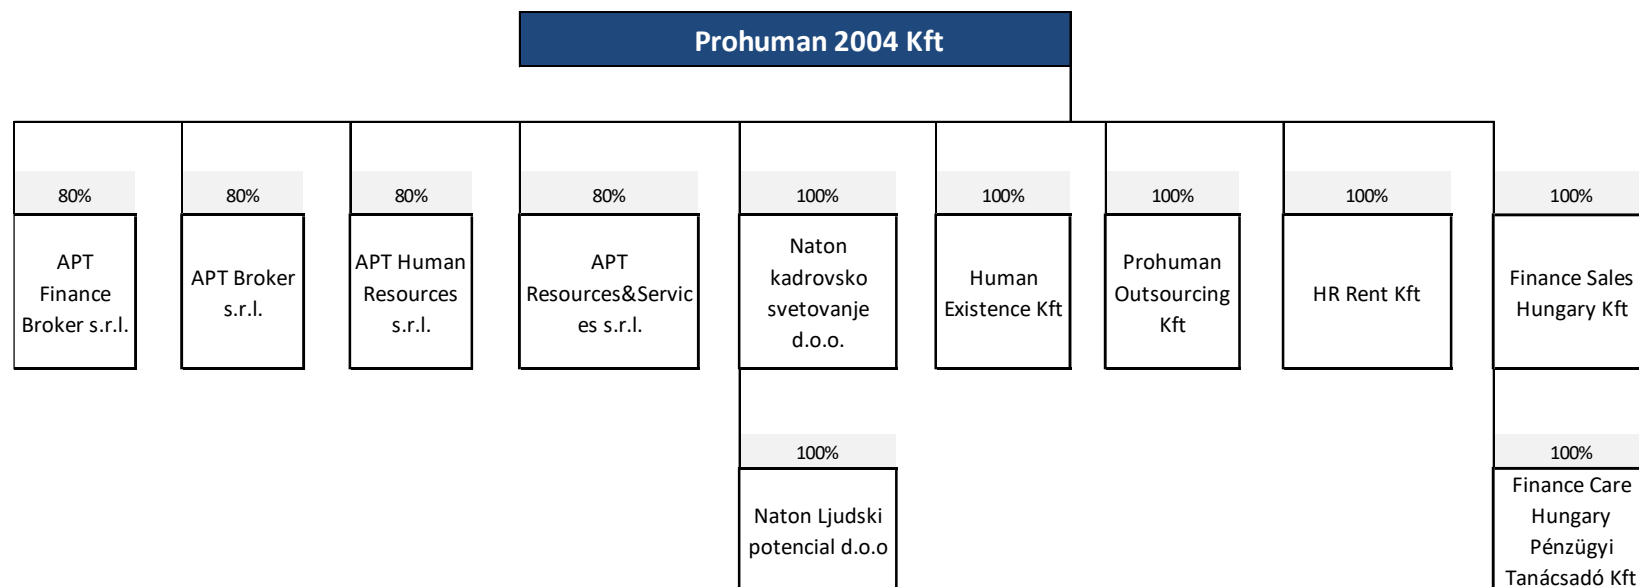 Prohuman 2004 Kft
80%
80%
80%
80%
100%
100%
100%
100%
100%
APT
Finance
Broker s.r.l.
APT Broker
s.r.l.
APT Human
Resources
s.r.l.
APT
Resources&Servic
es s.r.l.
Naton
kadrovsko
svetovanje
d.o.o.
Human
Existence Kft
Prohuman
Outsourcing
Kft
HR Rent Kft
Finance Sales
Hungary Kft
100%
100%
Naton Ljudski
potencial d.o.o
Finance Care
Hungary
Pénzügyi
Tanácsadó Kft